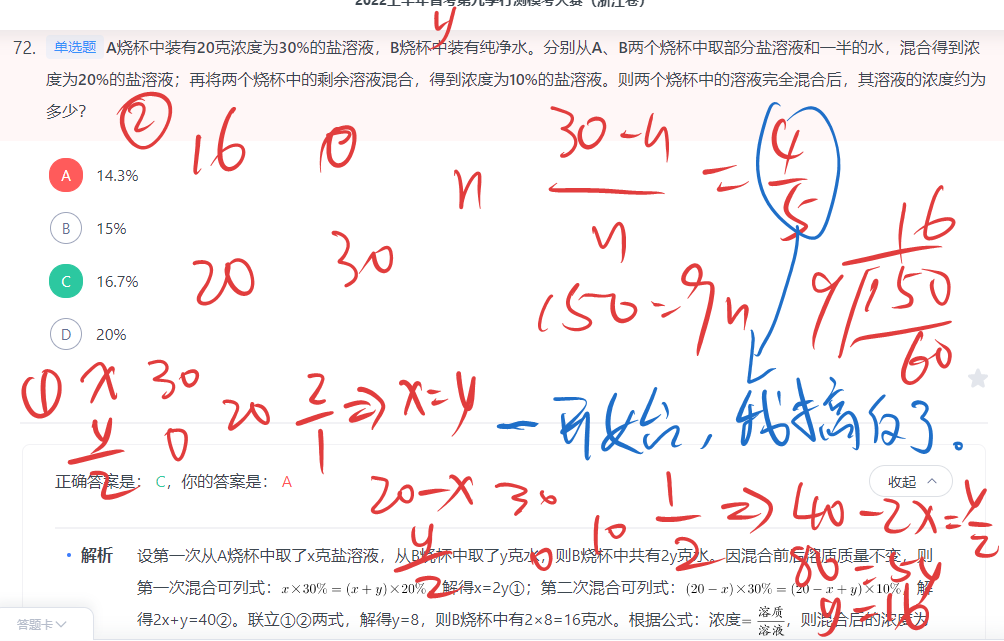 2022上半年省考第九季行测模考大赛（浙江卷）
y
72. 单选题 A烧杯中装有20克浓度为30%的盐溶液，B烧杯中装有纯净水。分别从A、B两个烧杯中取部分盐溶液和一半的水，混合得到浓
度为20%的盐溶液；再将两个烧杯中的剩余溶液混合，得到浓度为10%的盐溶液。则两个烧杯中的溶液完全混合后，其溶液的浓度约为
多少？
② 16 0 n (30-n)/n = 4/5
A 14.3%
B 15%
C 16.7%
D 20%
20 30 150=9n 16 9 150 60
① x 30 20 2/1 ⇒ x=y
y/2 0
一开始，我未搞反了。
正确答案是： C，你的答案是： A 收起
20-x 30 10 1/2 ⇒ 40-2x=y/2
y/2 0 80=5y
y=16
• 解析 设第一次从A烧杯中取了x克盐溶液，从B烧杯中取了y克水，则B烧杯中共有2y克水。因混合前后溶质质量不变，则
第一次混合可列式：x×30%=(x+y)×20%，解得x=2y①；第二次混合可列式：(20-x)×30%=(20-x+y)×10%，解
得2x+y=40②。联立①②两式，解得y=8，则B烧杯中有2×8=16克水。根据公式：浓度=溶质/溶液，则混合后的浓度为
答题卡